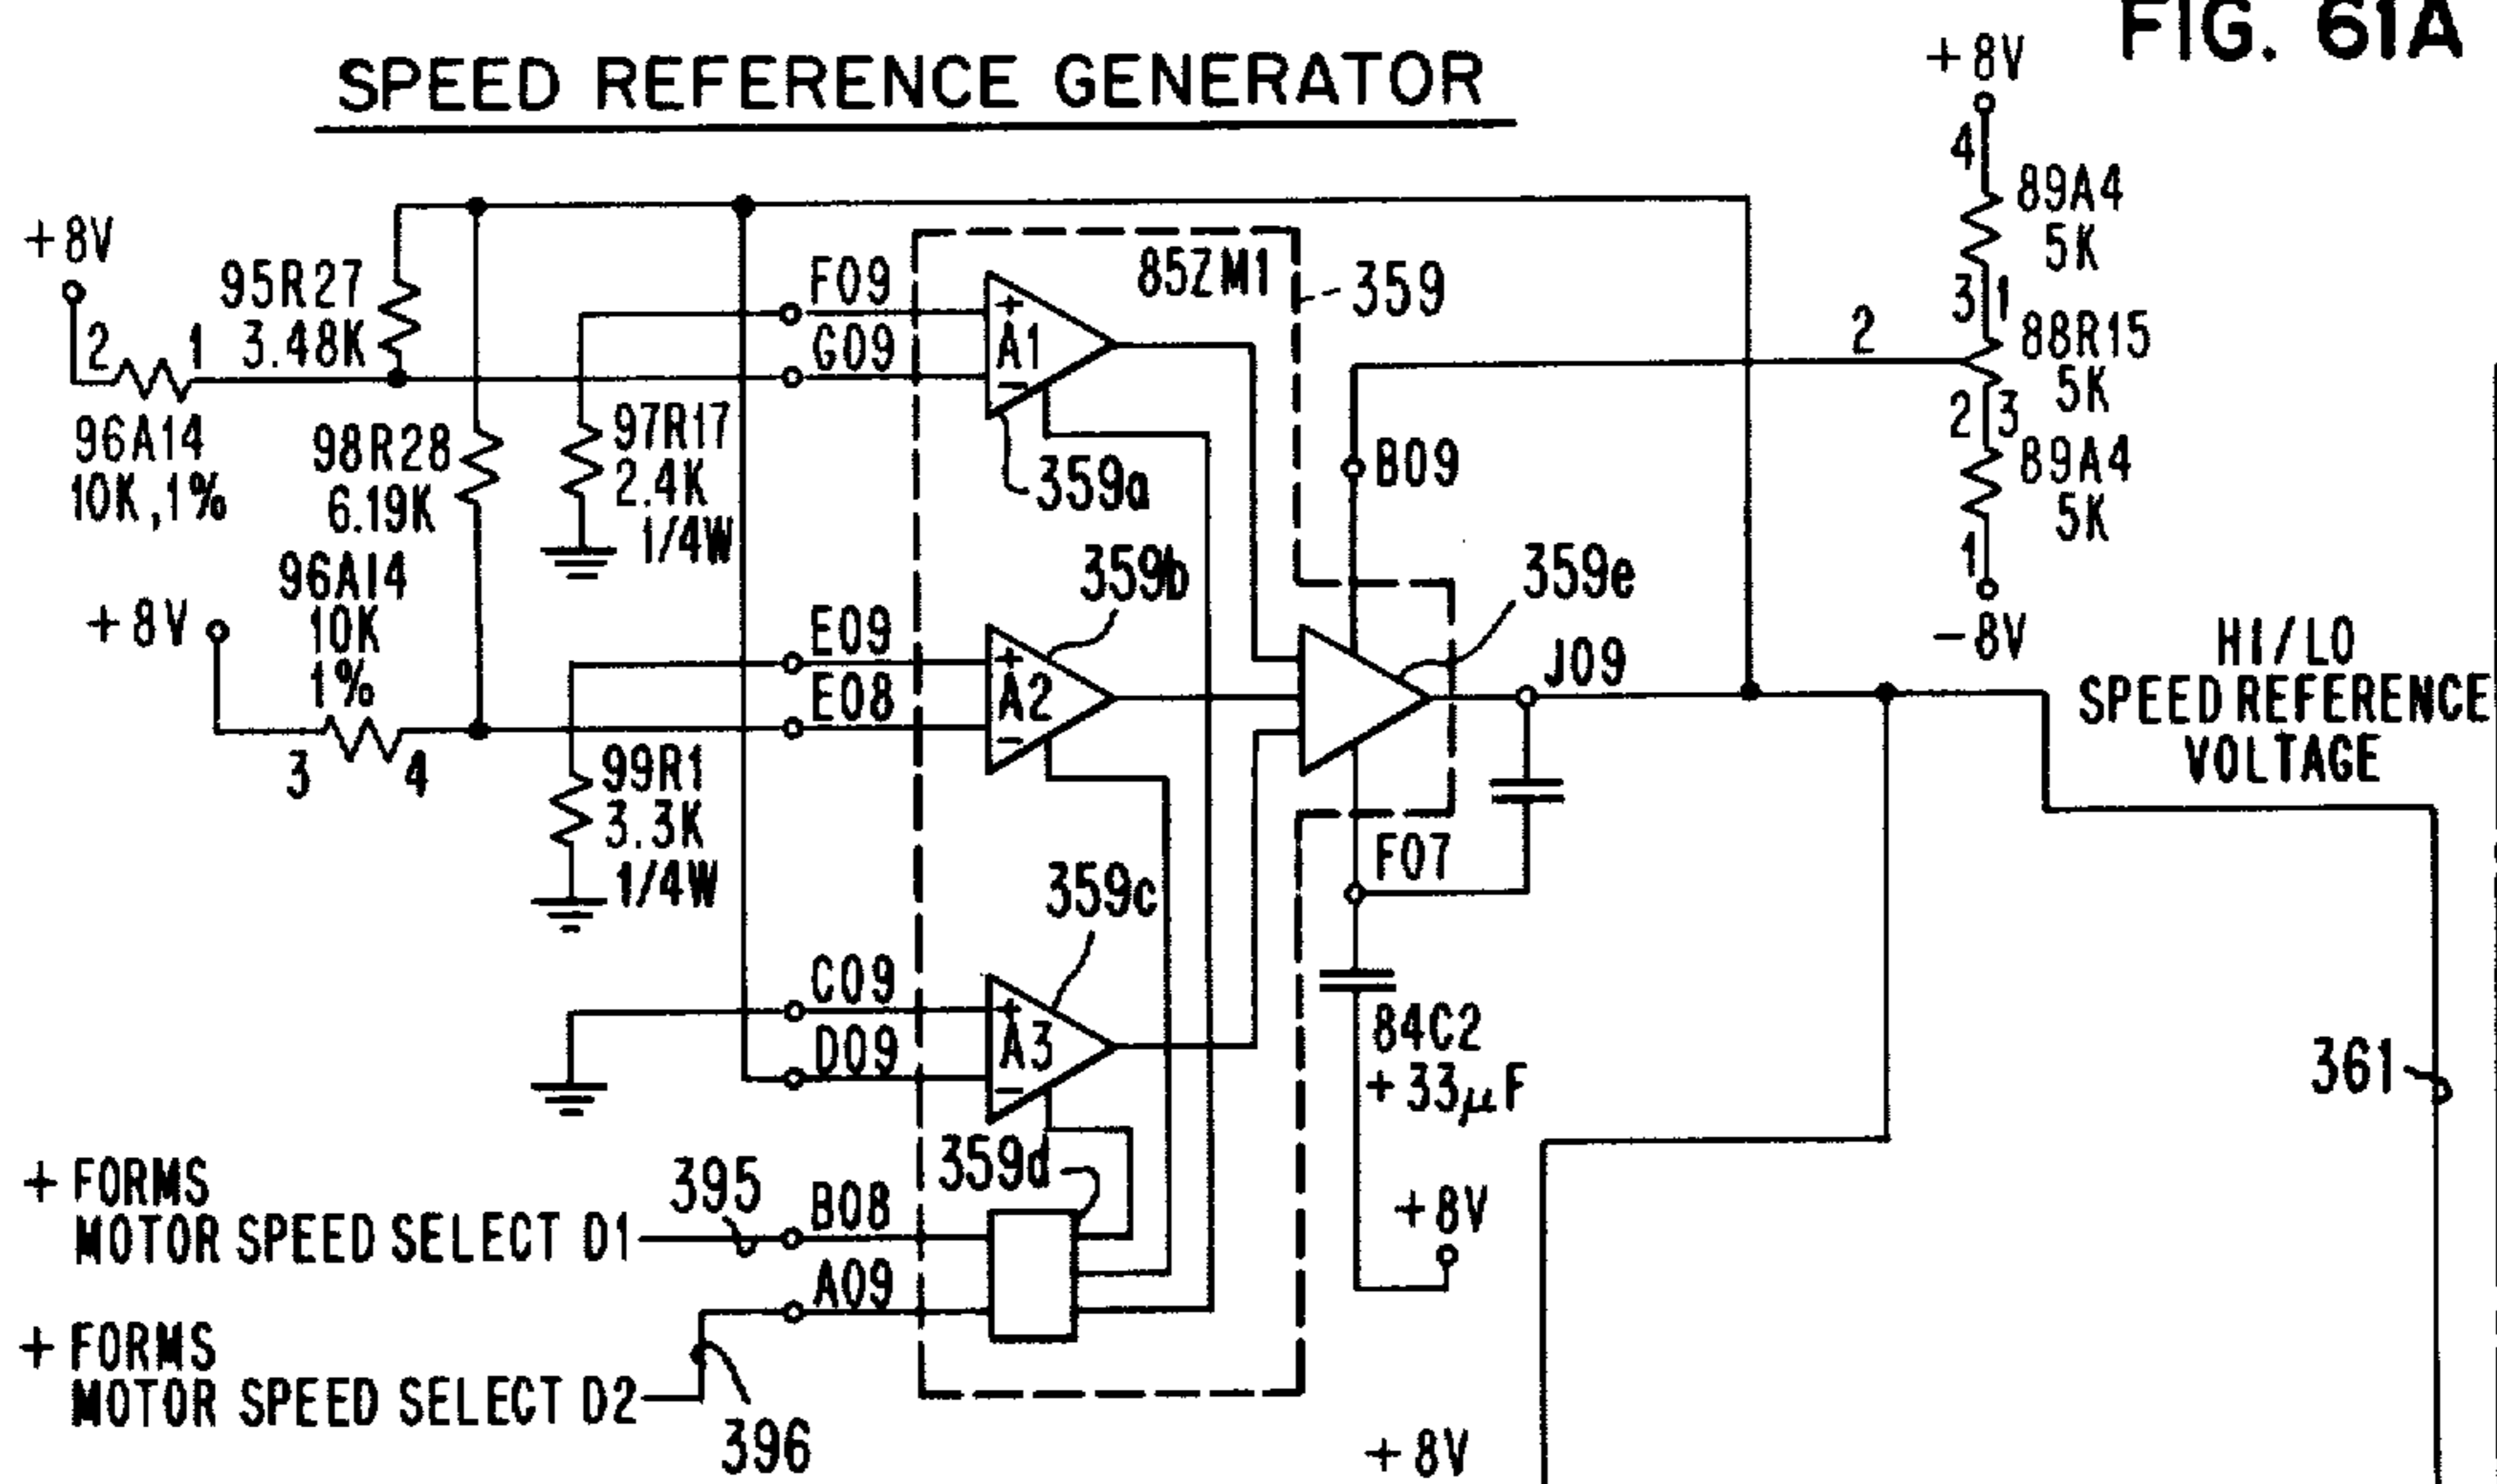 FIG. 61A
SPEED REFERENCE GENERATOR
+8V
4
89A4
5K
3 1
88R15
5K
2
2 3
89A4
5K
1
-8V
+8V
2
1
95R27
3.48K
96A14
10K, 1%
98R28
6.19K
97R17
2.4K
1/4W
F09
G09
+
A1
-
85ZM1
359
359a
B09
96A14
10K
1%
+8V
3
4
99R1
3.3K
1/4W
E09
E08
+
A2
-
359b
359e
J09
F07
HI/LO
SPEED REFERENCE
VOLTAGE
C09
D09
+
A3
-
359c
359d
84C2
+33µF
+8V
361
+ FORMS
MOTOR SPEED SELECT D1
395
B08
A09
+ FORMS
MOTOR SPEED SELECT D2
396
+8V